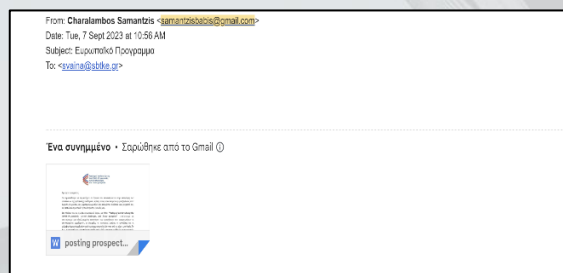 From: Charalambos Samantzis <samantzisbabis@gmail.com>
Date: Tue, 7 Sept 2023 at 10:56 AM
Subject: Ευρωπαϊκό Προγραμμα
To: <svaina@sbtke.gr>
Ένα συνημμένο • Σαρώθηκε από το Gmail
W posting prospect...